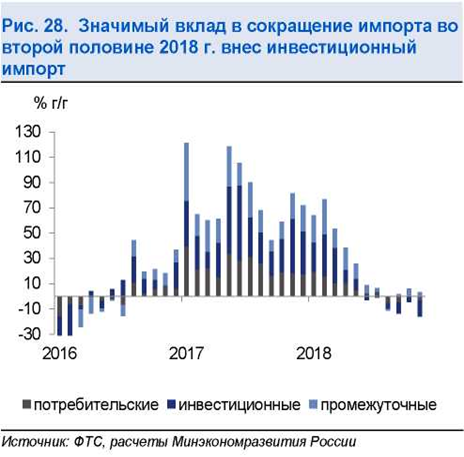 Рис. 28. Значимый вклад в сокращение импорта во
второй половине 2018 г. внес инвестиционный
импорт
% г/г
130
110
90
70
50
30
10
-10
-30
2016 2017 2018
потребительские инвестиционные промежуточные
Источник: ФТС, расчеты Минэкономразвития России